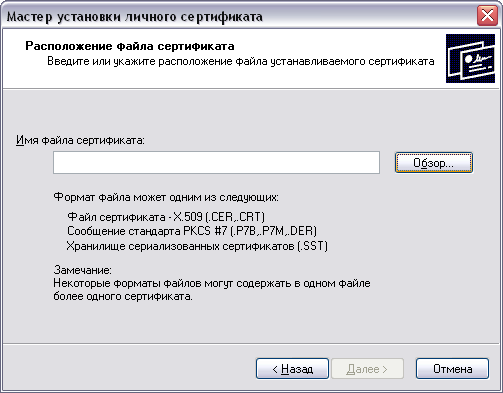 Мастер установки личного сертификата
Расположение файла сертификата
Введите или укажите расположение файла устанавливаемого сертификата
Имя файла сертификата:
Обзор...
Формат файла может одним из следующих:
Файл сертификата - X.509 (.CER,.CRT)
Сообщение стандарта PKCS #7 (.P7B,.P7M,.DER)
Хранилище сериализованных сертификатов (.SST)
Замечание:
Некоторые форматы файлов могут содержать в одном файле
более одного сертификата.
< Назад
Далее >
Отмена